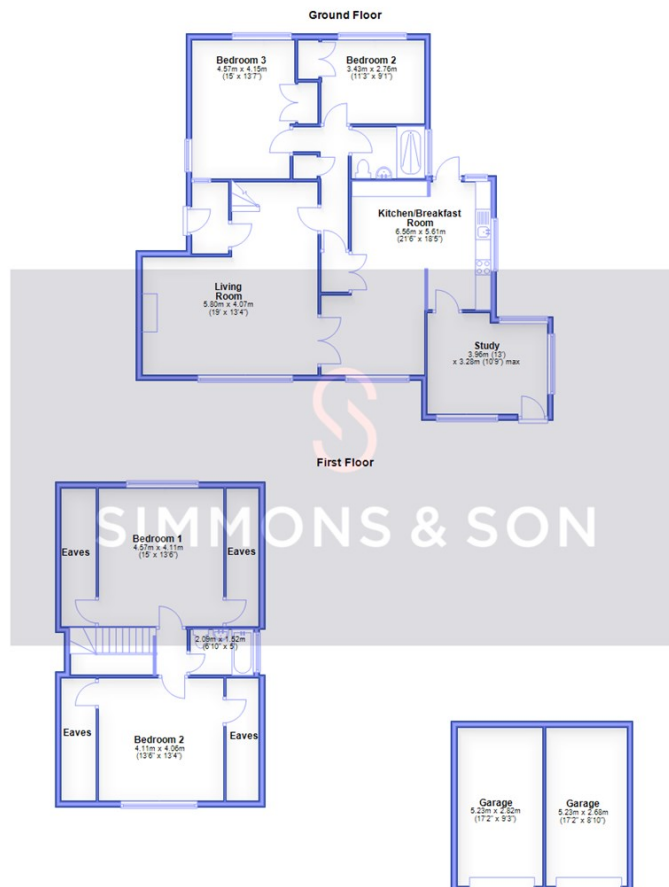 Ground Floor
Bedroom 3
4.57m x 4.15m
(15' x 13'7")
Bedroom 2
3.43m x 2.76m
(11'3" x 9'1")
Kitchen/Breakfast
Room
6.56m x 5.61m
(21'6" x 18'5")
Living
Room
5.80m x 4.07m
(19' x 13'4")
Study
3.96m (13')
x 3.28m (10'9") max
First Floor
SIMMONS & SON
Bedroom 1
4.57m x 4.11m
(15' x 13'6")
Eaves
Eaves
2.09m x 1.52m
(6'10" x 5')
Bedroom 2
4.11m x 4.06m
(13'6" x 13'4")
Eaves
Eaves
Garage
5.23m x 2.82m
(17'2" x 9'3")
Garage
5.23m x 2.68m
(17'2" x 8'10")